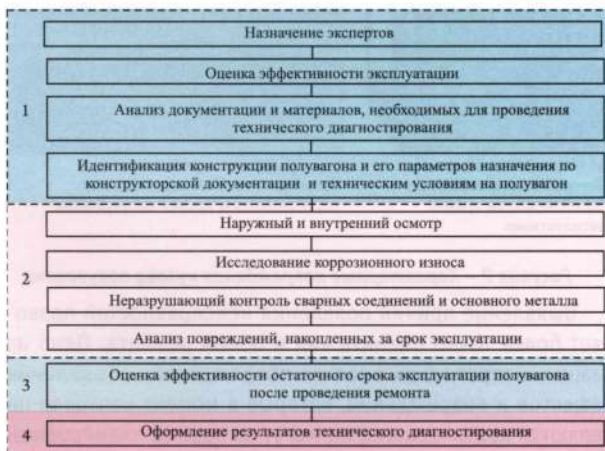 Назначение экспертов
Оценка эффективности эксплуатации
1
Анализ документации и материалов, необходимых для проведения
технического диагностирования
Идентификация конструкции полувагона и его параметров назначения по
конструкторской документации и техническим условиям на полувагон
Наружный и внутренний осмотр
Исследование коррозионного износа
2
Неразрушающий контроль сварных соединений и основного металла
Анализ повреждений, накопленных за срок эксплуатации
3
Оценка эффективности остаточного срока эксплуатации полувагона
после проведения ремонта
4
Оформление результатов технического диагностирования